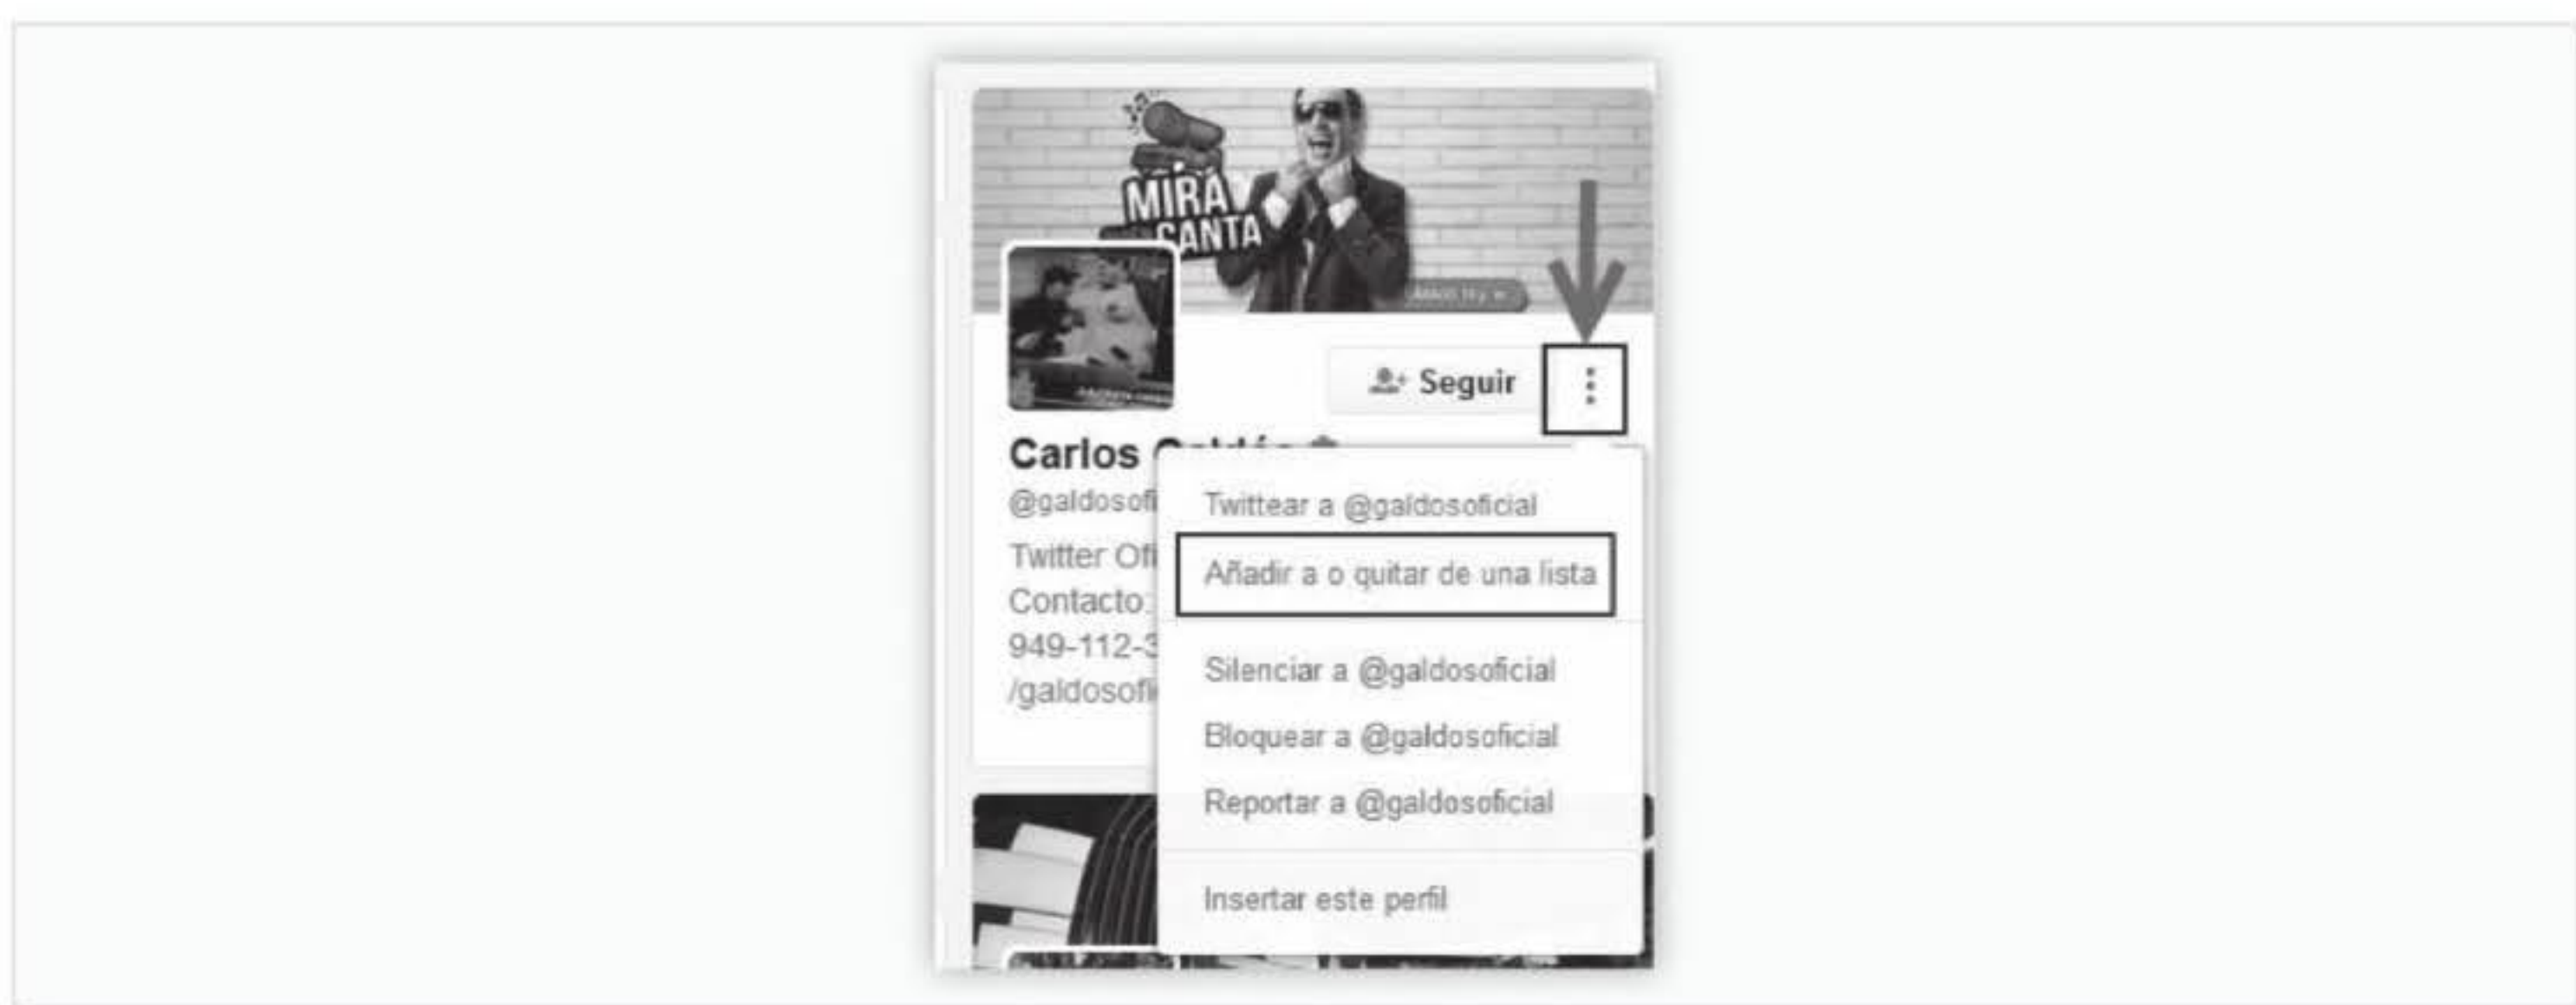 MIRÁ
CANTA
Seguir
Carlos
@galdosofi
Twitter Ofi
Contacto:
949-112-3
/galdosofi
Twittear a @galdosoficial
Añadir a o quitar de una lista
Silenciar a @galdosoficial
Bloquear a @galdosoficial
Reportar a @galdosoficial
Insertar este perfil